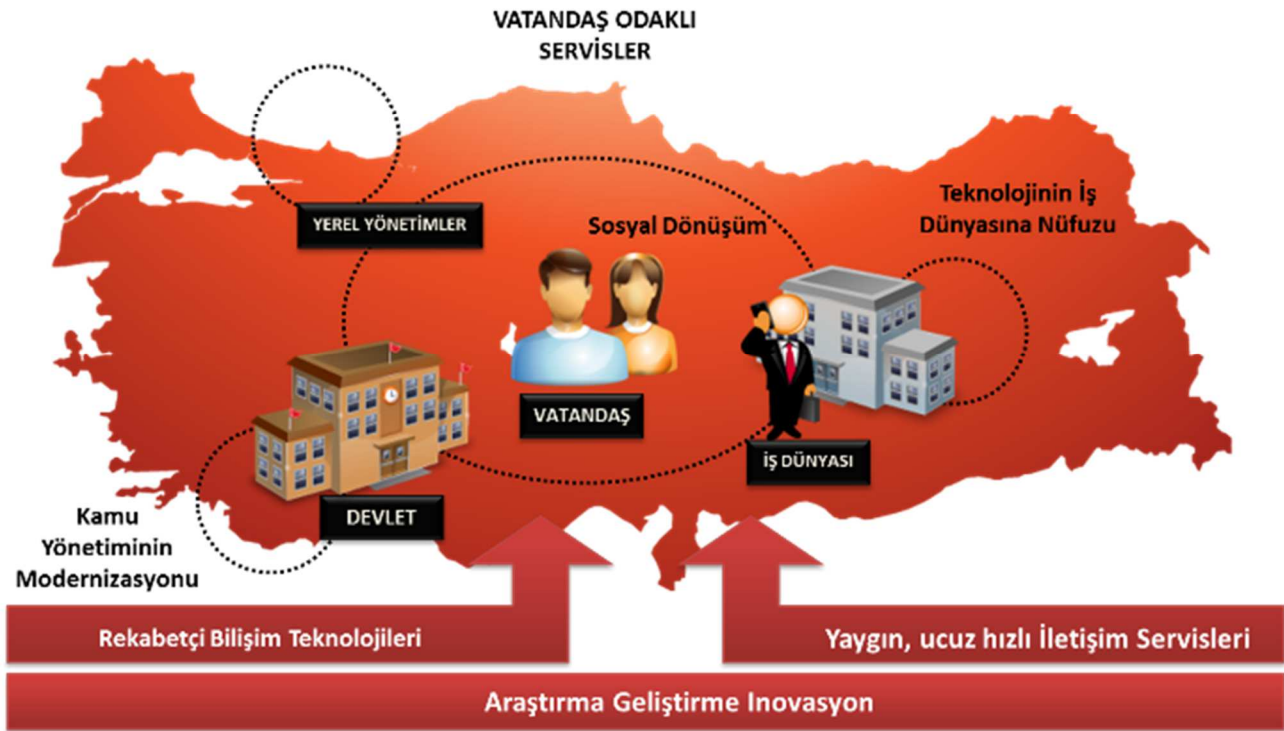 VATANDAŞ ODAKLI
SERVİSLER
YEREL YÖNETİMLER
Sosyal Dönüşüm
Teknolojinin İş
Dünyasına Nüfuzu
VATANDAŞ
İŞ DÜNYASI
DEVLET
Kamu
Yönetiminin
Modernizasyonu
Rekabetçi Bilişim Teknolojileri
Yaygın, ucuz hızlı İletişim Servisleri
Araştırma Geliştirme Inovasyon